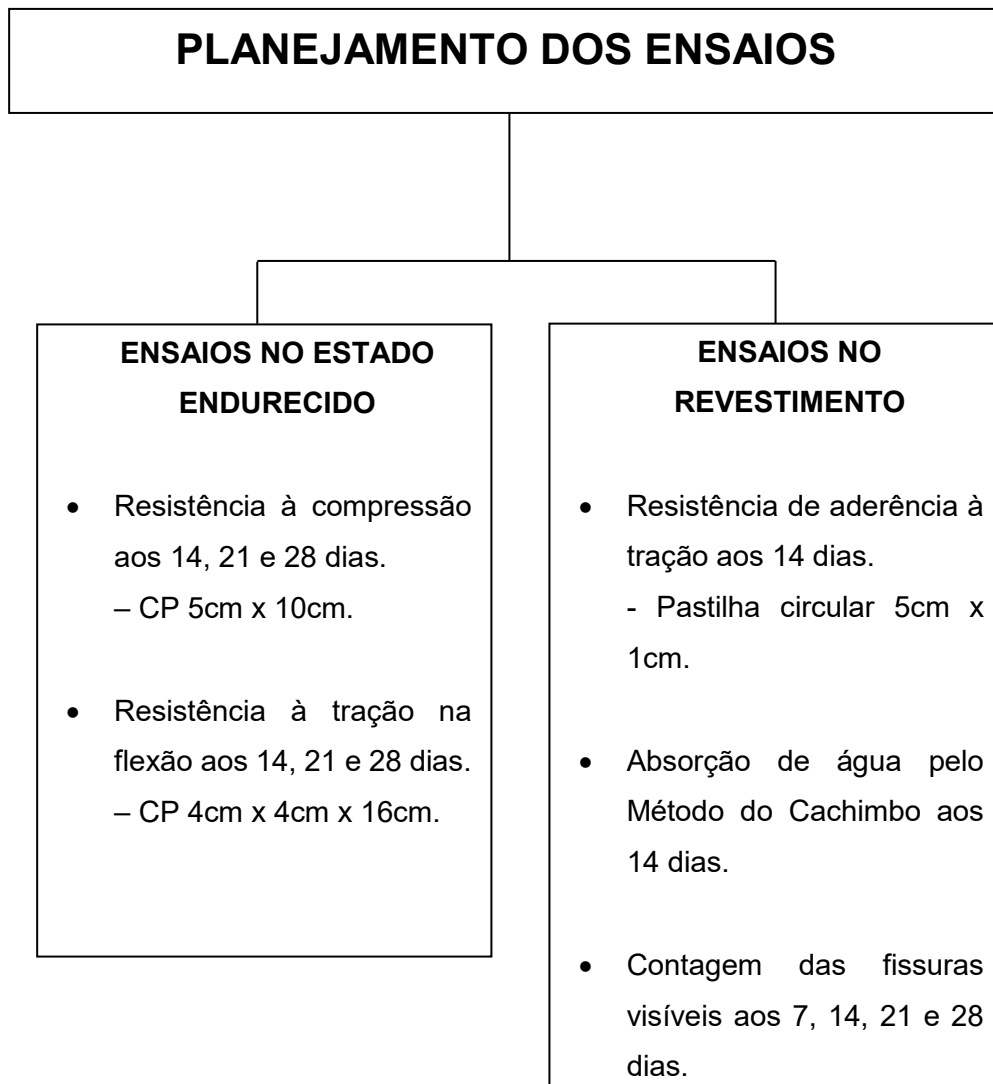 PLANEJAMENTO DOS ENSAIOS
ENSAIOS NO ESTADO
ENDURECIDO
• Resistência à compressão
aos 14, 21 e 28 dias.
– CP 5cm x 10cm.
• Resistência à tração na
flexão aos 14, 21 e 28 dias.
– CP 4cm x 4cm x 16cm.
ENSAIOS NO
REVESTIMENTO
• Resistência de aderência à
tração aos 14 dias.
- Pastilha circular 5cm x
1cm.
• Absorção de água pelo
Método do Cachimbo aos
14 dias.
• Contagem das fissuras
visíveis aos 7, 14, 21 e 28
dias.